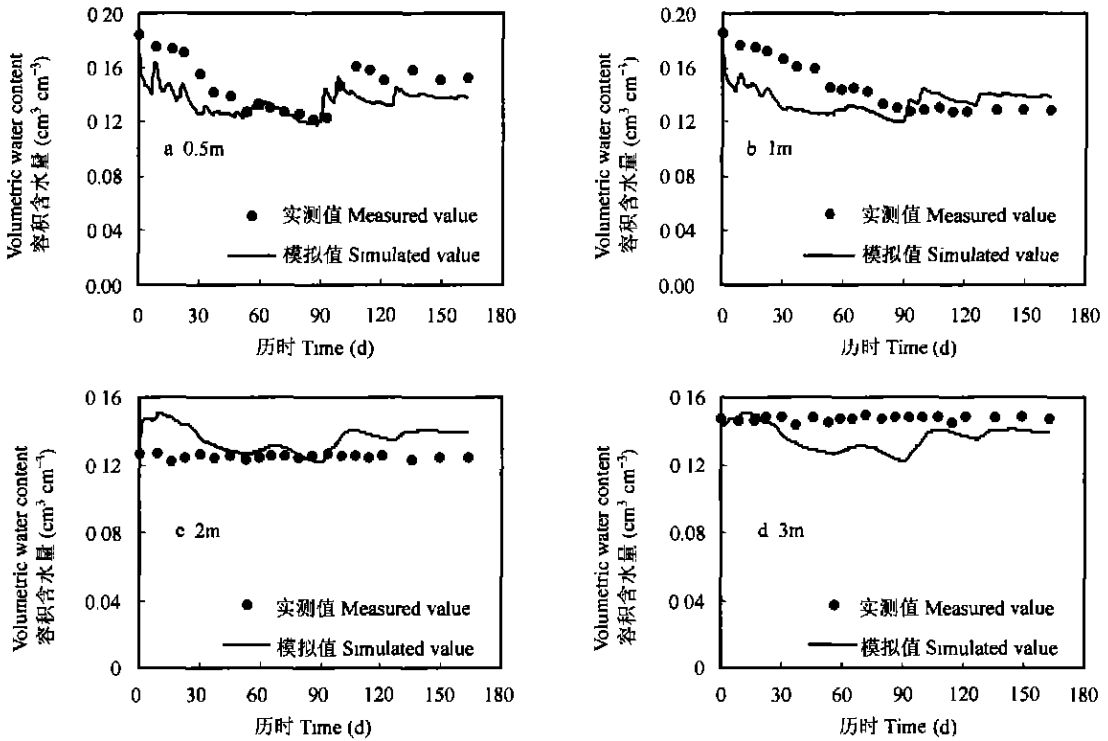 Volumetric water content
容积含水量 (cm³ cm⁻³)
0.20
0.16
0.12
0.08
0 04
0.00
a 0.5m
实测值 Measured value
模拟值 Simulated value
0 30 60 90 120 150 180
历时 Time (d)
Volumetric water content
容积含水量 (cm³ cm⁻³)
0.20
0.16
0.12
0.08
0 04
0.00
b 1m
实测值 Measured value
模拟值 Simulated value
0 30 60 90 120 150 180
历时 Time (d)
Volumetric water content
容积含水量 (cm³ cm⁻³)
0 16
0.12
0.08
0.04
0
c 2m
实测值 Measured value
模拟值 Simulated value
0 30 60 90 120 150 180
历时 Time (d)
Volumetric water content
容积含水量 (cm³ cm⁻³)
0 16
0.12
0.08
0.04
0
d 3m
实测值 Measured value
模拟值 Simulated value
0 30 60 90 120 150 180
历时 Time (d)